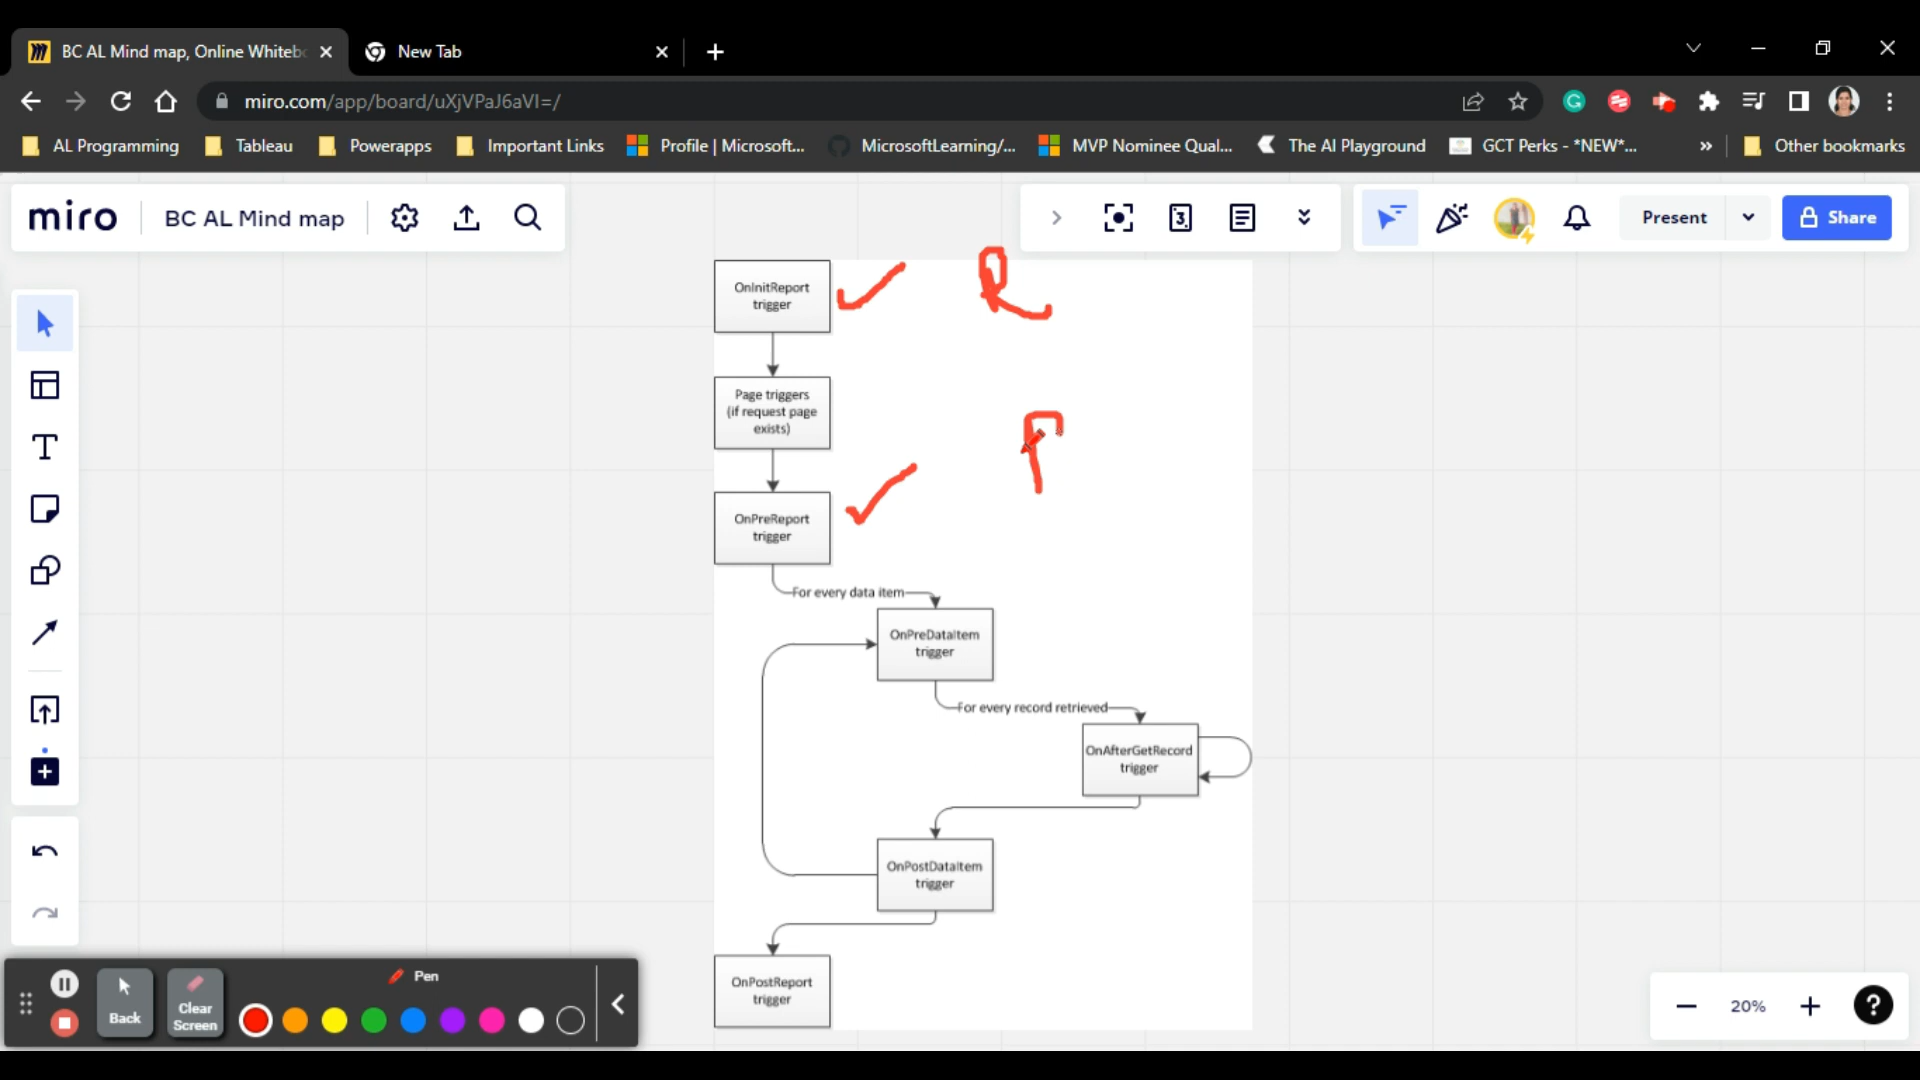 BC AL Mind map, Online Whitebo
New Tab
miro.com/app/board/uXjVPaJ6aVI=/
AL Programming
Tableau
Powerapps
Important Links
Profile | Microsoft...
MicrosoftLearning/...
MVP Nominee Qual...
The AI Playground
GCT Perks - *NEW*...
»
Other bookmarks
miro
BC AL Mind map
3
Present
Share
OnInitReport
trigger
R
Page triggers
(if request page
exists)
OnPreReport
trigger
For every data item
OnPreDataItem
trigger
For every record retrieved
OnAfterGetRecord
trigger
OnPostDataItem
trigger
OnPostReport
trigger
Pen
Back
Clear
Screen
20%
?